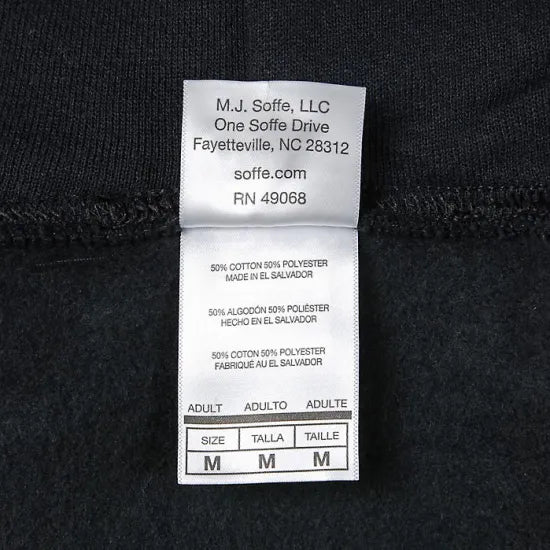 M.J. Soffe, LLC
One Soffe Drive
Fayetteville, NC 28312
soffe.com
RN 49068
50% COTTON 50% POLYESTER
MADE IN EL SALVADOR
50% ALGODÓN 50% POLIÉSTER
HECHO EN EL SALVADOR
50% COTON 50% POLYESTER
FABRIQUÉ AU EL SALVADOR
ADULT ADULTO ADULTE
SIZE TALLA TAILLE
M M M